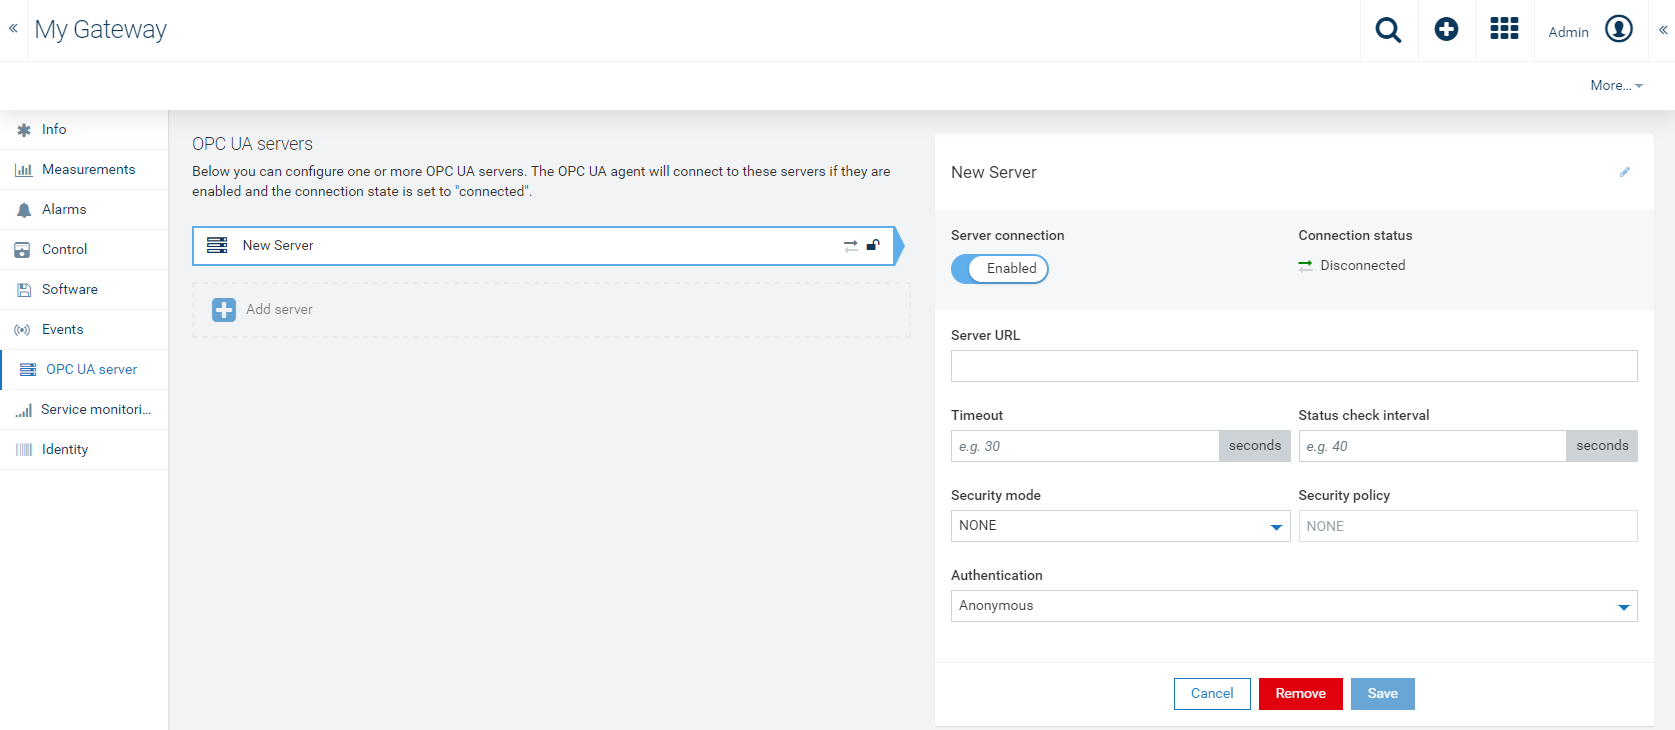 My Gateway
Admin
More...
Info
Measurements
Alarms
Control
Software
Events
OPC UA server
Service monitori...
Identity
OPC UA servers
Below you can configure one or more OPC UA servers. The OPC UA agent will connect to these servers if they are
enabled and the connection state is set to "connected".
New Server
Add server
New Server
Server connection
Connection status
Enabled
Disconnected
Server URL
Timeout
Status check interval
e.g. 30
seconds
e.g. 40
seconds
Security mode
Security policy
NONE
NONE
Authentication
Anonymous
Cancel
Remove
Save